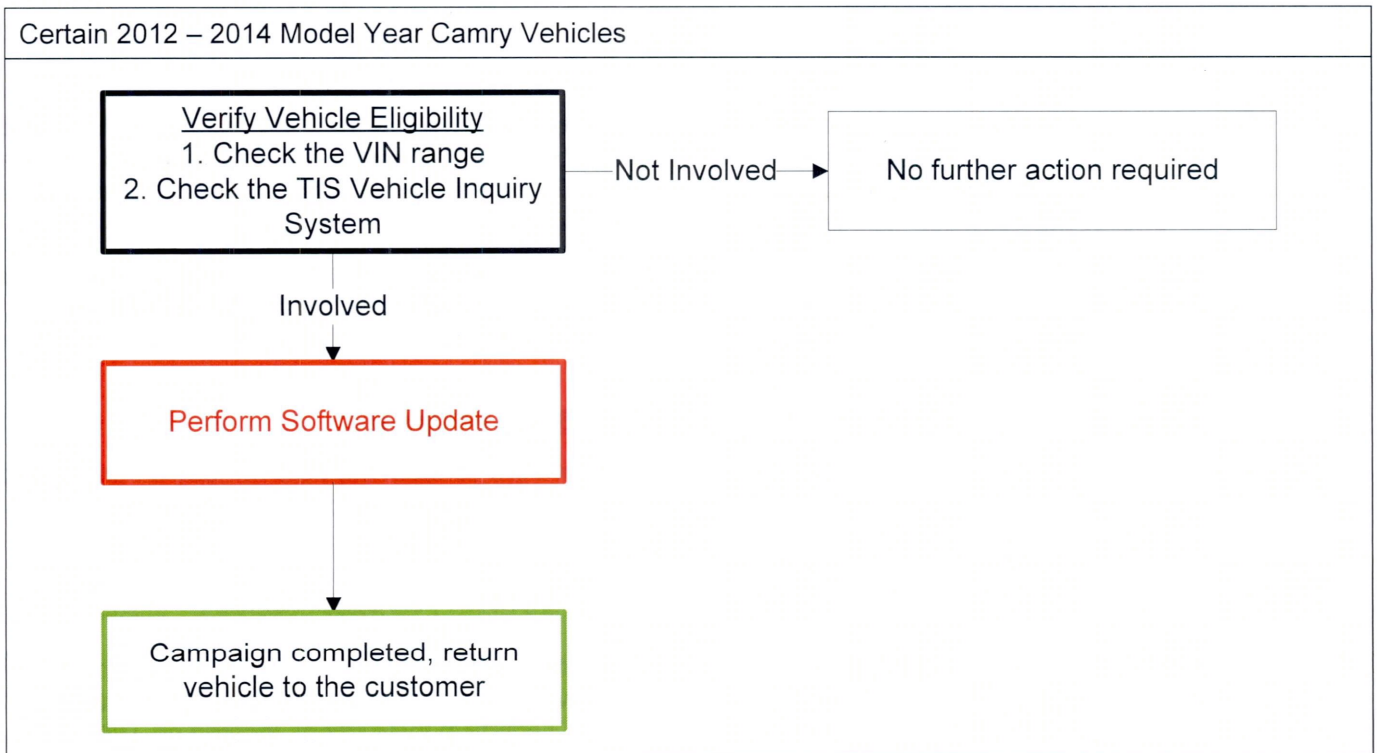 Certain 2012 – 2014 Model Year Camry Vehicles
Verify Vehicle Eligibility
1. Check the VIN range
2. Check the TIS Vehicle Inquiry
System
Not Involved
No further action required
Involved
Perform Software Update
Campaign completed, return
vehicle to the customer